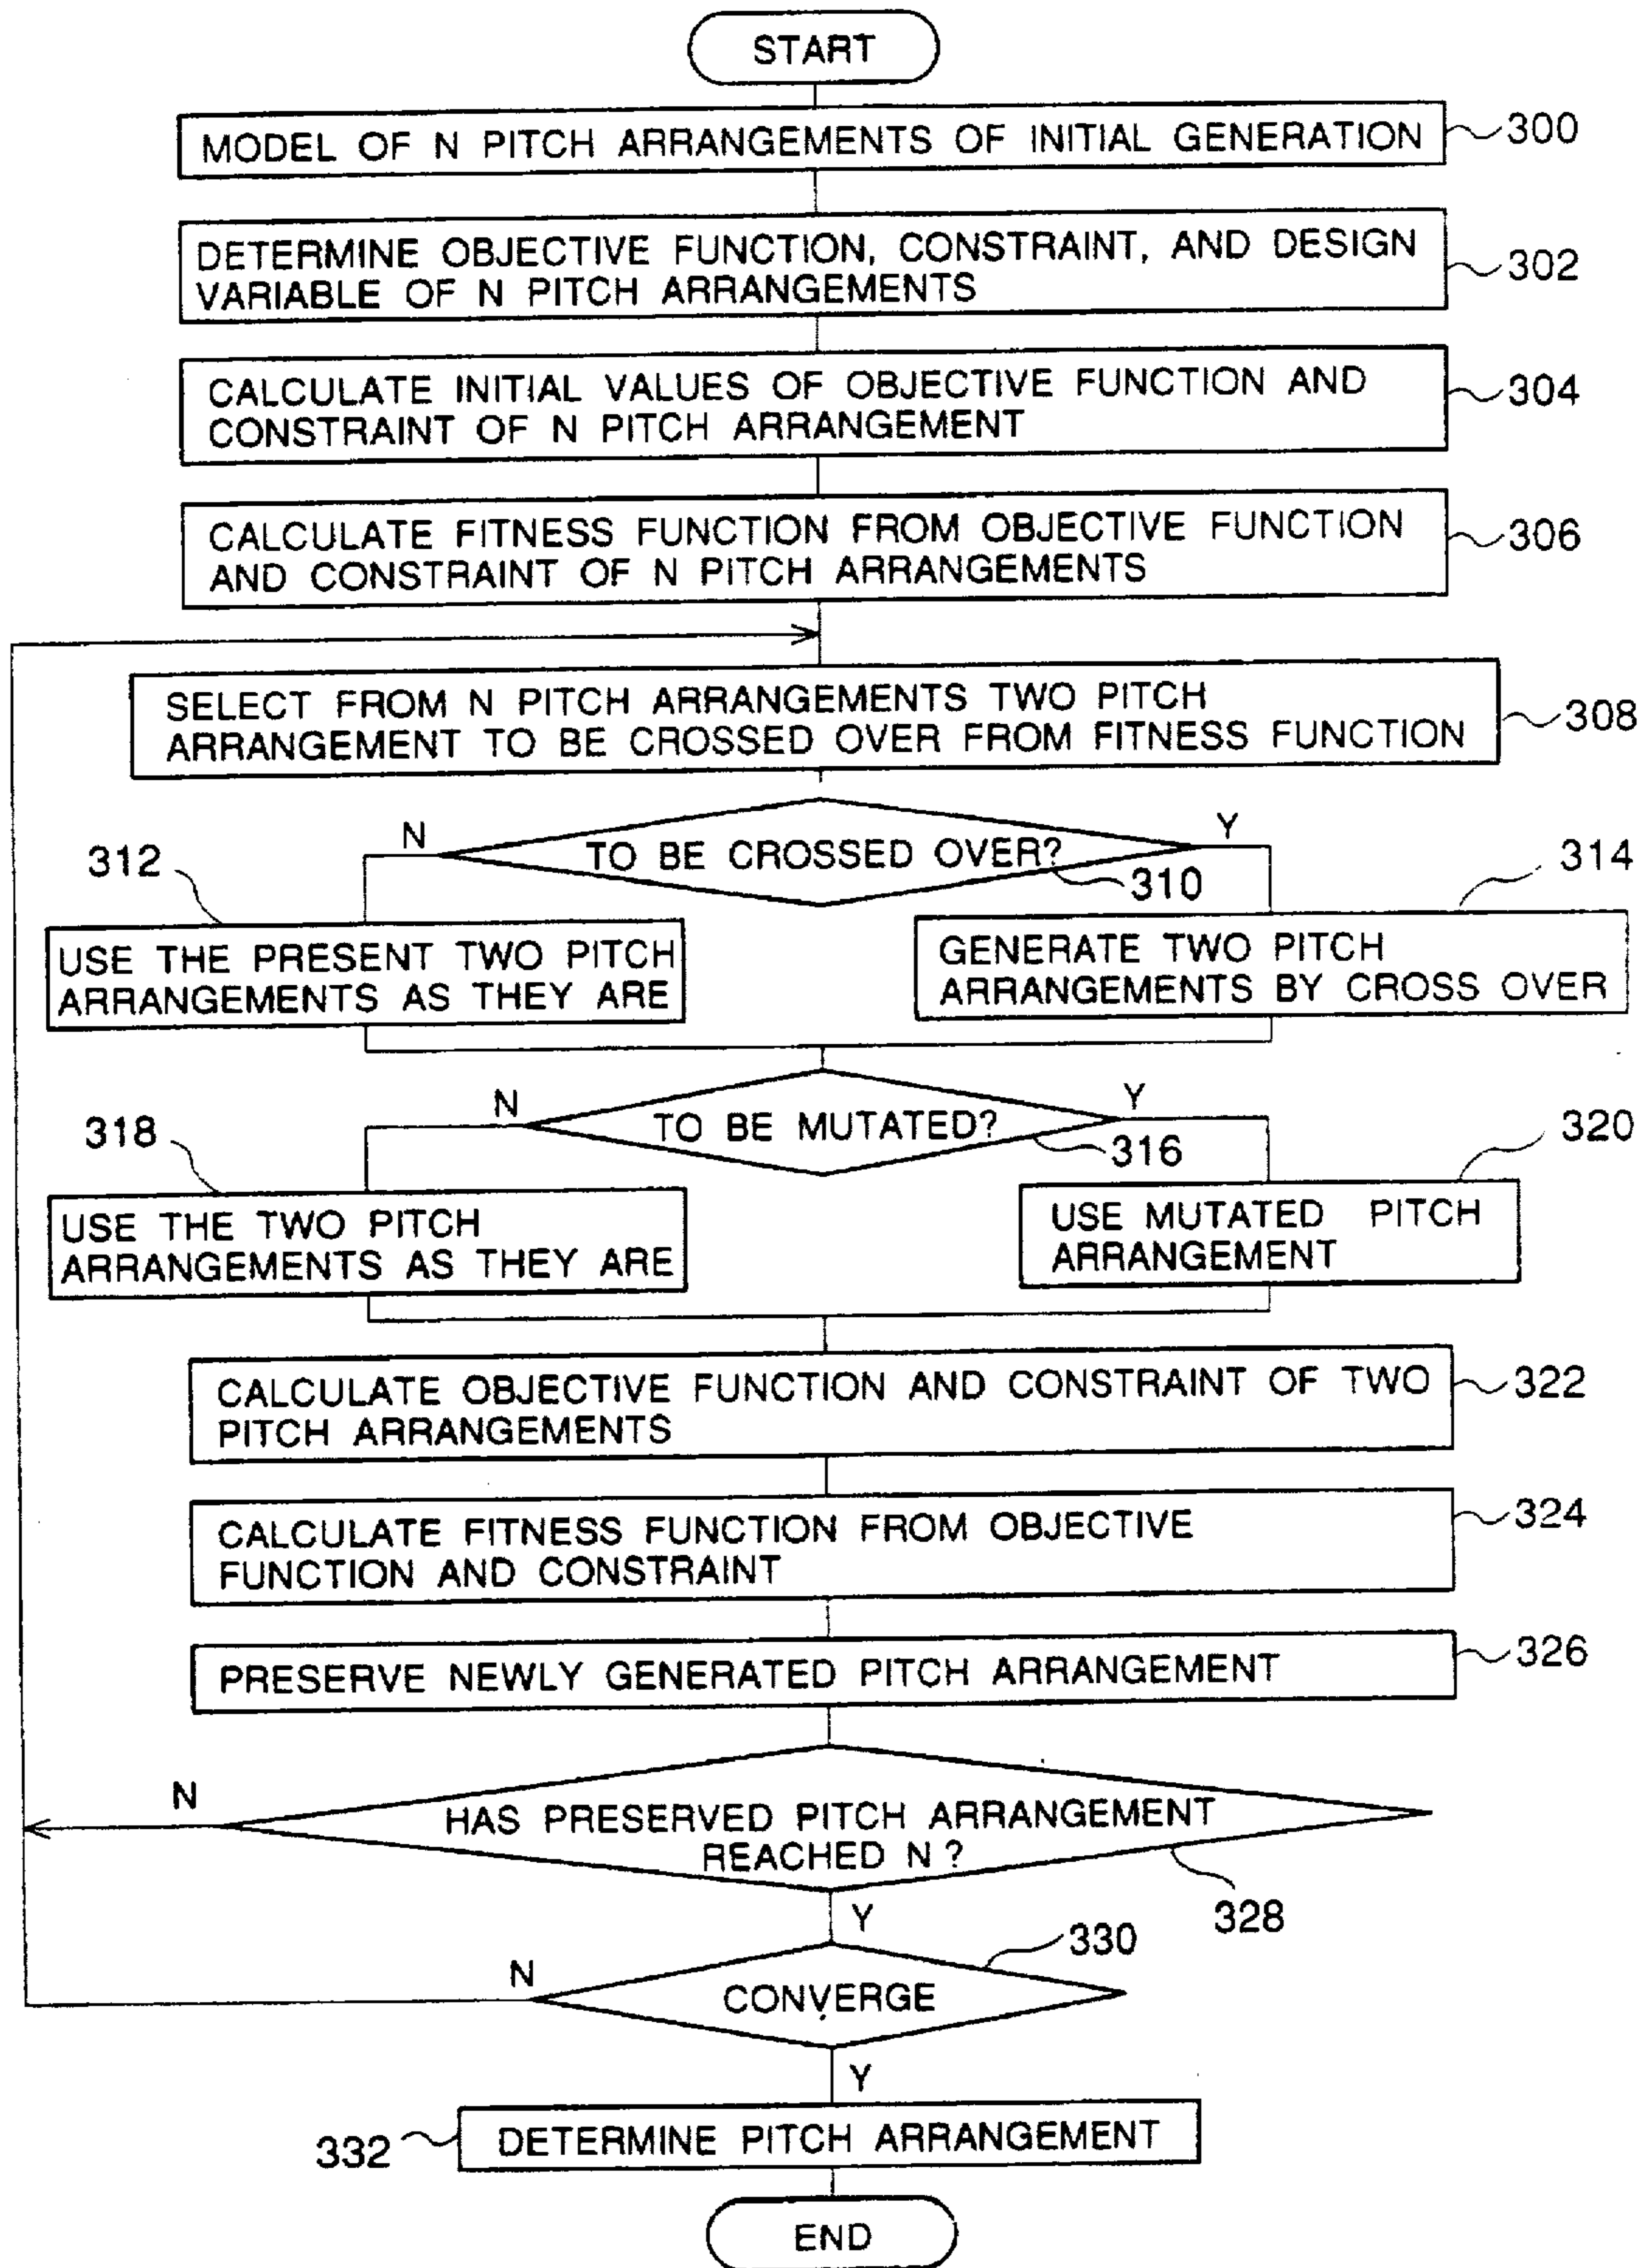 START
MODEL OF N PITCH ARRANGEMENTS OF INITIAL GENERATION
300
DETERMINE OBJECTIVE FUNCTION, CONSTRAINT, AND DESIGN
VARIABLE OF N PITCH ARRANGEMENTS
302
CALCULATE INITIAL VALUES OF OBJECTIVE FUNCTION AND
CONSTRAINT OF N PITCH ARRANGEMENT
304
CALCULATE FITNESS FUNCTION FROM OBJECTIVE FUNCTION
AND CONSTRAINT OF N PITCH ARRANGEMENTS
306
SELECT FROM N PITCH ARRANGEMENTS TWO PITCH
ARRANGEMENT TO BE CROSSED OVER FROM FITNESS FUNCTION
308
N
TO BE CROSSED OVER?
Y
310
312
USE THE PRESENT TWO PITCH
ARRANGEMENTS AS THEY ARE
314
GENERATE TWO PITCH
ARRANGEMENTS BY CROSS OVER
N
TO BE MUTATED?
Y
316
318
USE THE TWO PITCH
ARRANGEMENTS AS THEY ARE
320
USE MUTATED PITCH
ARRANGEMENT
CALCULATE OBJECTIVE FUNCTION AND CONSTRAINT OF TWO
PITCH ARRANGEMENTS
322
CALCULATE FITNESS FUNCTION FROM OBJECTIVE
FUNCTION AND CONSTRAINT
324
PRESERVE NEWLY GENERATED PITCH ARRANGEMENT
326
N
HAS PRESERVED PITCH ARRANGEMENT
REACHED N ?
328
Y
330
N
CONVERGE
Y
332
DETERMINE PITCH ARRANGEMENT
END